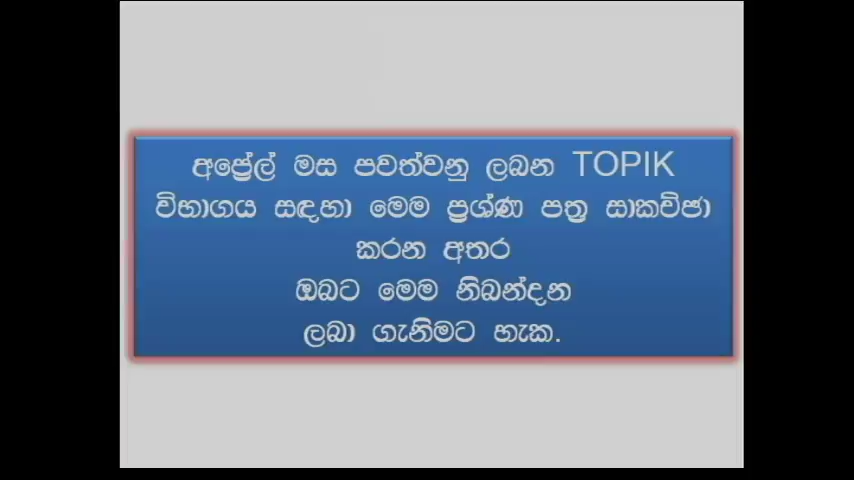 අප්‍රේල් මස පවත්වනු ලබන TOPIK
විභාගය සඳහා මෙම ප්‍රශ්ණ පත්‍ර සාකච්ඡා
කරන අතර
ඔබට මෙම නිබන්දන
ලබා ගැනිමට හැක.